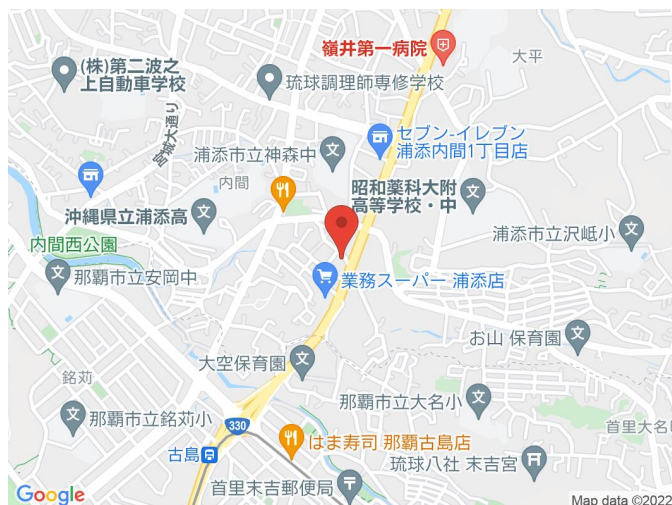 嶺井第一病院
大平
(株)第二波之
上自動車学校
琉球調理師専修学校
宮城大通り
セブン-イレブン
浦添内間1丁目店
浦添市立神森中
内間
昭和薬科大附
高等学校・中
沖縄県立浦添高
浦添市立沢岻小
内間西公園
那覇市立安岡中
業務スーパー 浦添店
お山 保育園
大空保育園
銘苅
那覇市立銘苅小
那覇市立大名小
首里大名町
330
はま寿司 那覇古島店
古島
琉球八社 末吉宮
首里末吉郵便局
Google
Map data ©2022